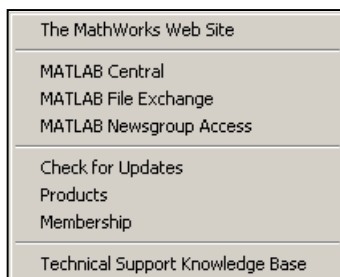 The MathWorks Web Site
MATLAB Central
MATLAB File Exchange
MATLAB Newsgroup Access
Check for Updates
Products
Membership
Technical Support Knowledge Base